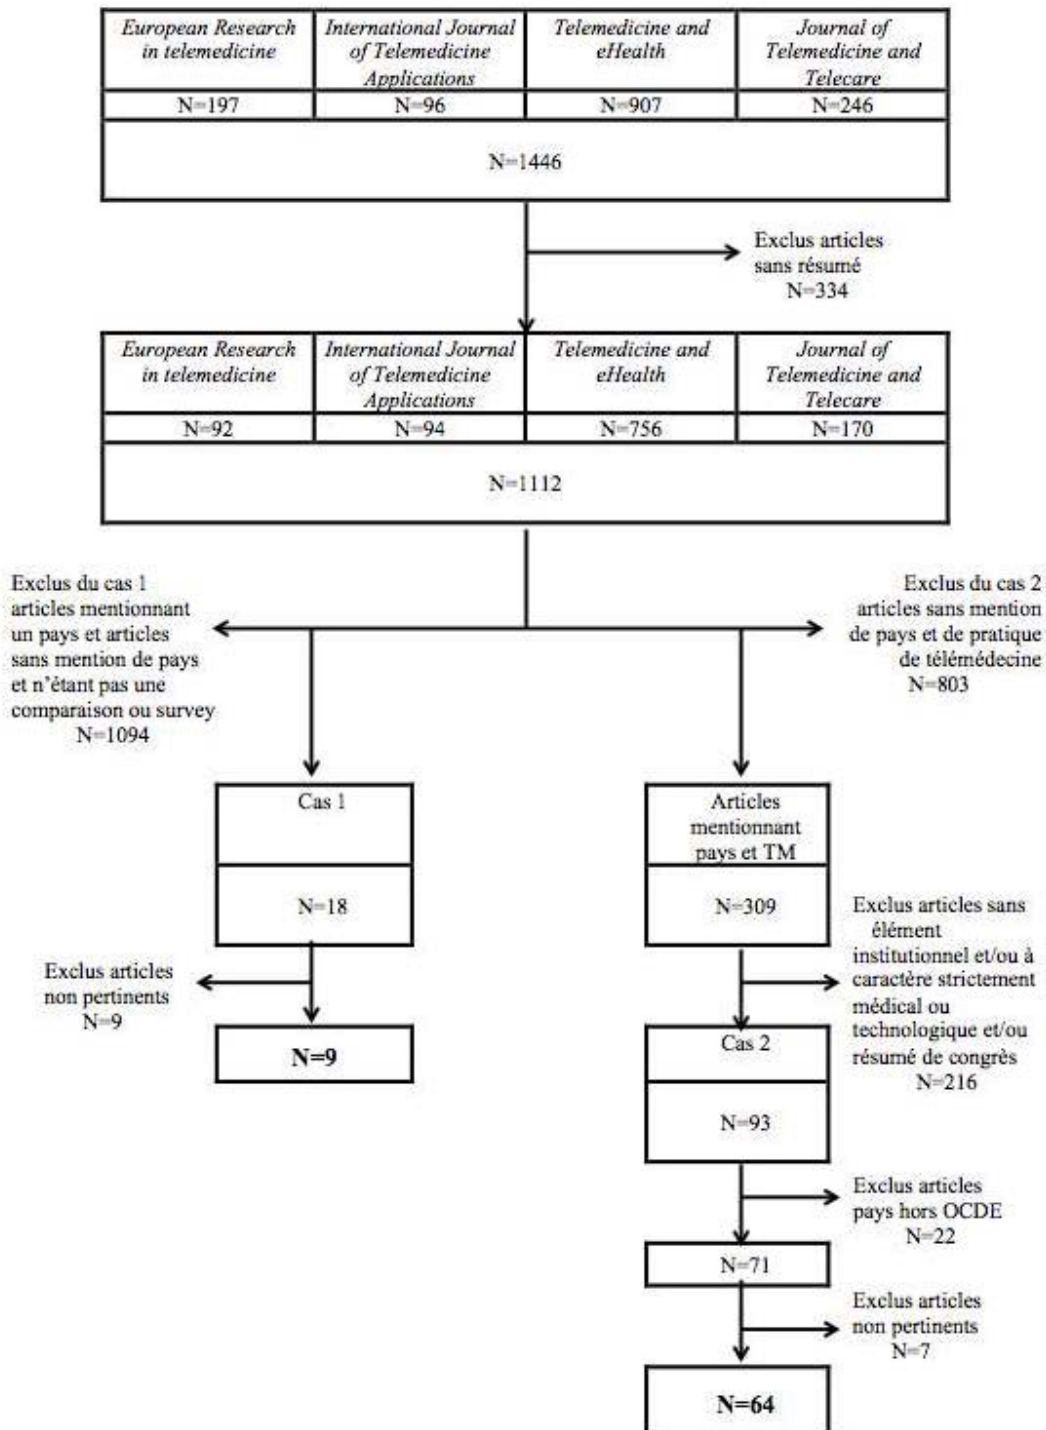 European Research
in telemedicine
International Journal
of Telemedicine
Applications
Telemedicine and
eHealth
Journal of
Telemedicine and
Telecare
N=197
N=96
N=907
N=246
N=1446
Exclus articles
sans résumé
N=334
European Research
in telemedicine
International Journal
of Telemedicine
Applications
Telemedicine and
eHealth
Journal of
Telemedicine and
Telecare
N=92
N=94
N=756
N=170
N=1112
Exclus du cas 1
articles mentionnant
un pays et articles
sans mention de pays
et n'étant pas une
comparaison ou survey
N=1094
Exclus du cas 2
articles sans mention
de pays et de pratique
de télémédecine
N=803
Cas 1
N=18
Articles
mentionnant
pays et TM
N=309
Exclus articles
non pertinents
N=9
N=9
Exclus articles sans
élément
institutionnel et/ou à
caractère strictement
médical ou
technologique et/ou
résumé de congrès
N=216
Cas 2
N=93
Exclus articles
pays hors OCDE
N=22
N=71
Exclus articles
non pertinents
N=7
N=64